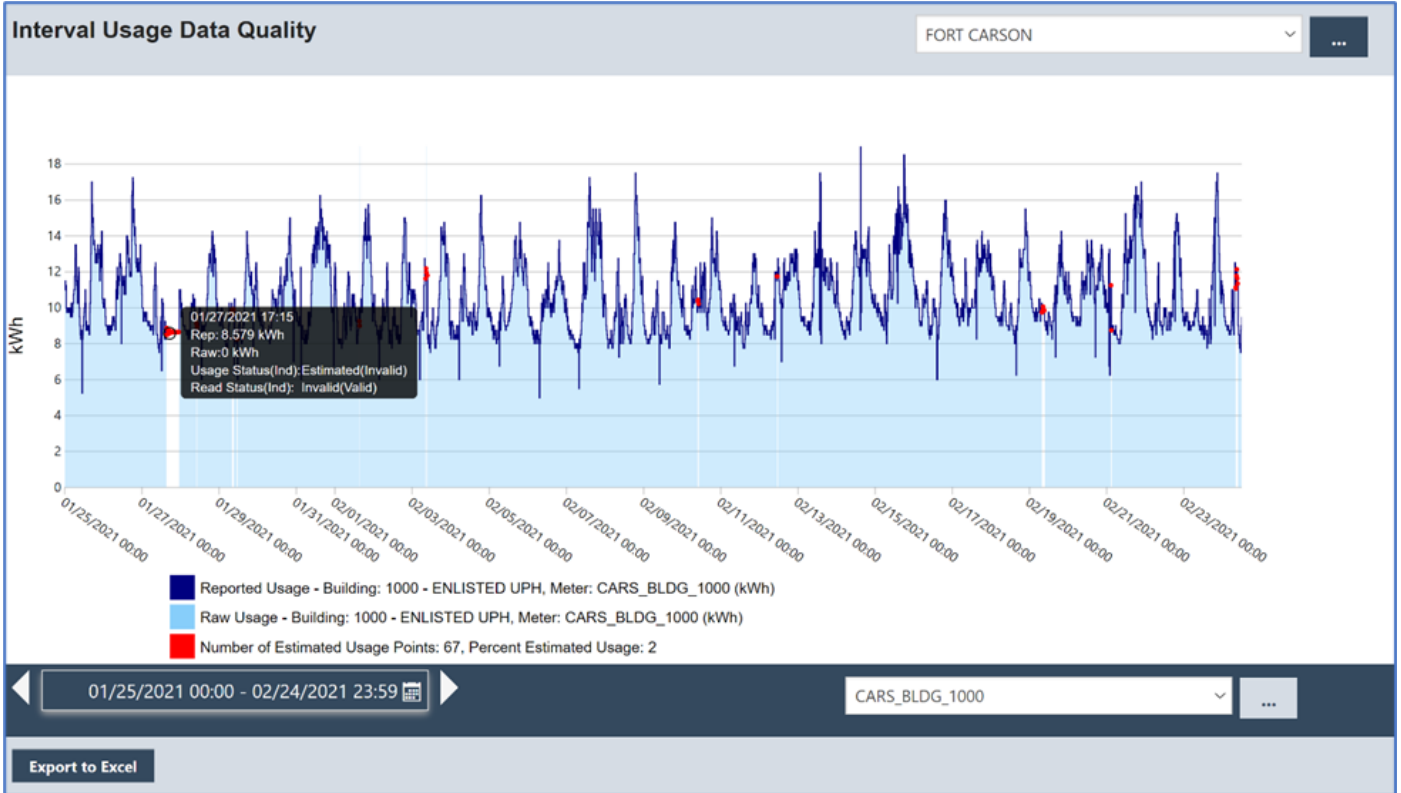 Interval Usage Data Quality
FORT CARSON
...
18
16
14
12
10
8
6
4
2
0
kWh
01/27/2021 17:15
Rep: 8.579 kWh
Raw:0 kWh
Usage Status(Ind):Estimated(Invalid)
Read Status(Ind): Invalid(Valid)
01/25/2021 00:00
01/27/2021 00:00
01/29/2021 00:00
01/31/2021 00:00
02/01/2021 00:00
02/03/2021 00:00
02/05/2021 00:00
02/07/2021 00:00
02/09/2021 00:00
02/11/2021 00:00
02/13/2021 00:00
02/15/2021 00:00
02/17/2021 00:00
02/19/2021 00:00
02/21/2021 00:00
02/23/2021 00:00
Reported Usage - Building: 1000 - ENLISTED UPH, Meter: CARS_BLDG_1000 (kWh)
Raw Usage - Building: 1000 - ENLISTED UPH, Meter: CARS_BLDG_1000 (kWh)
Number of Estimated Usage Points: 67, Percent Estimated Usage: 2
01/25/2021 00:00 - 02/24/2021 23:59
CARS_BLDG_1000
...
Export to Excel